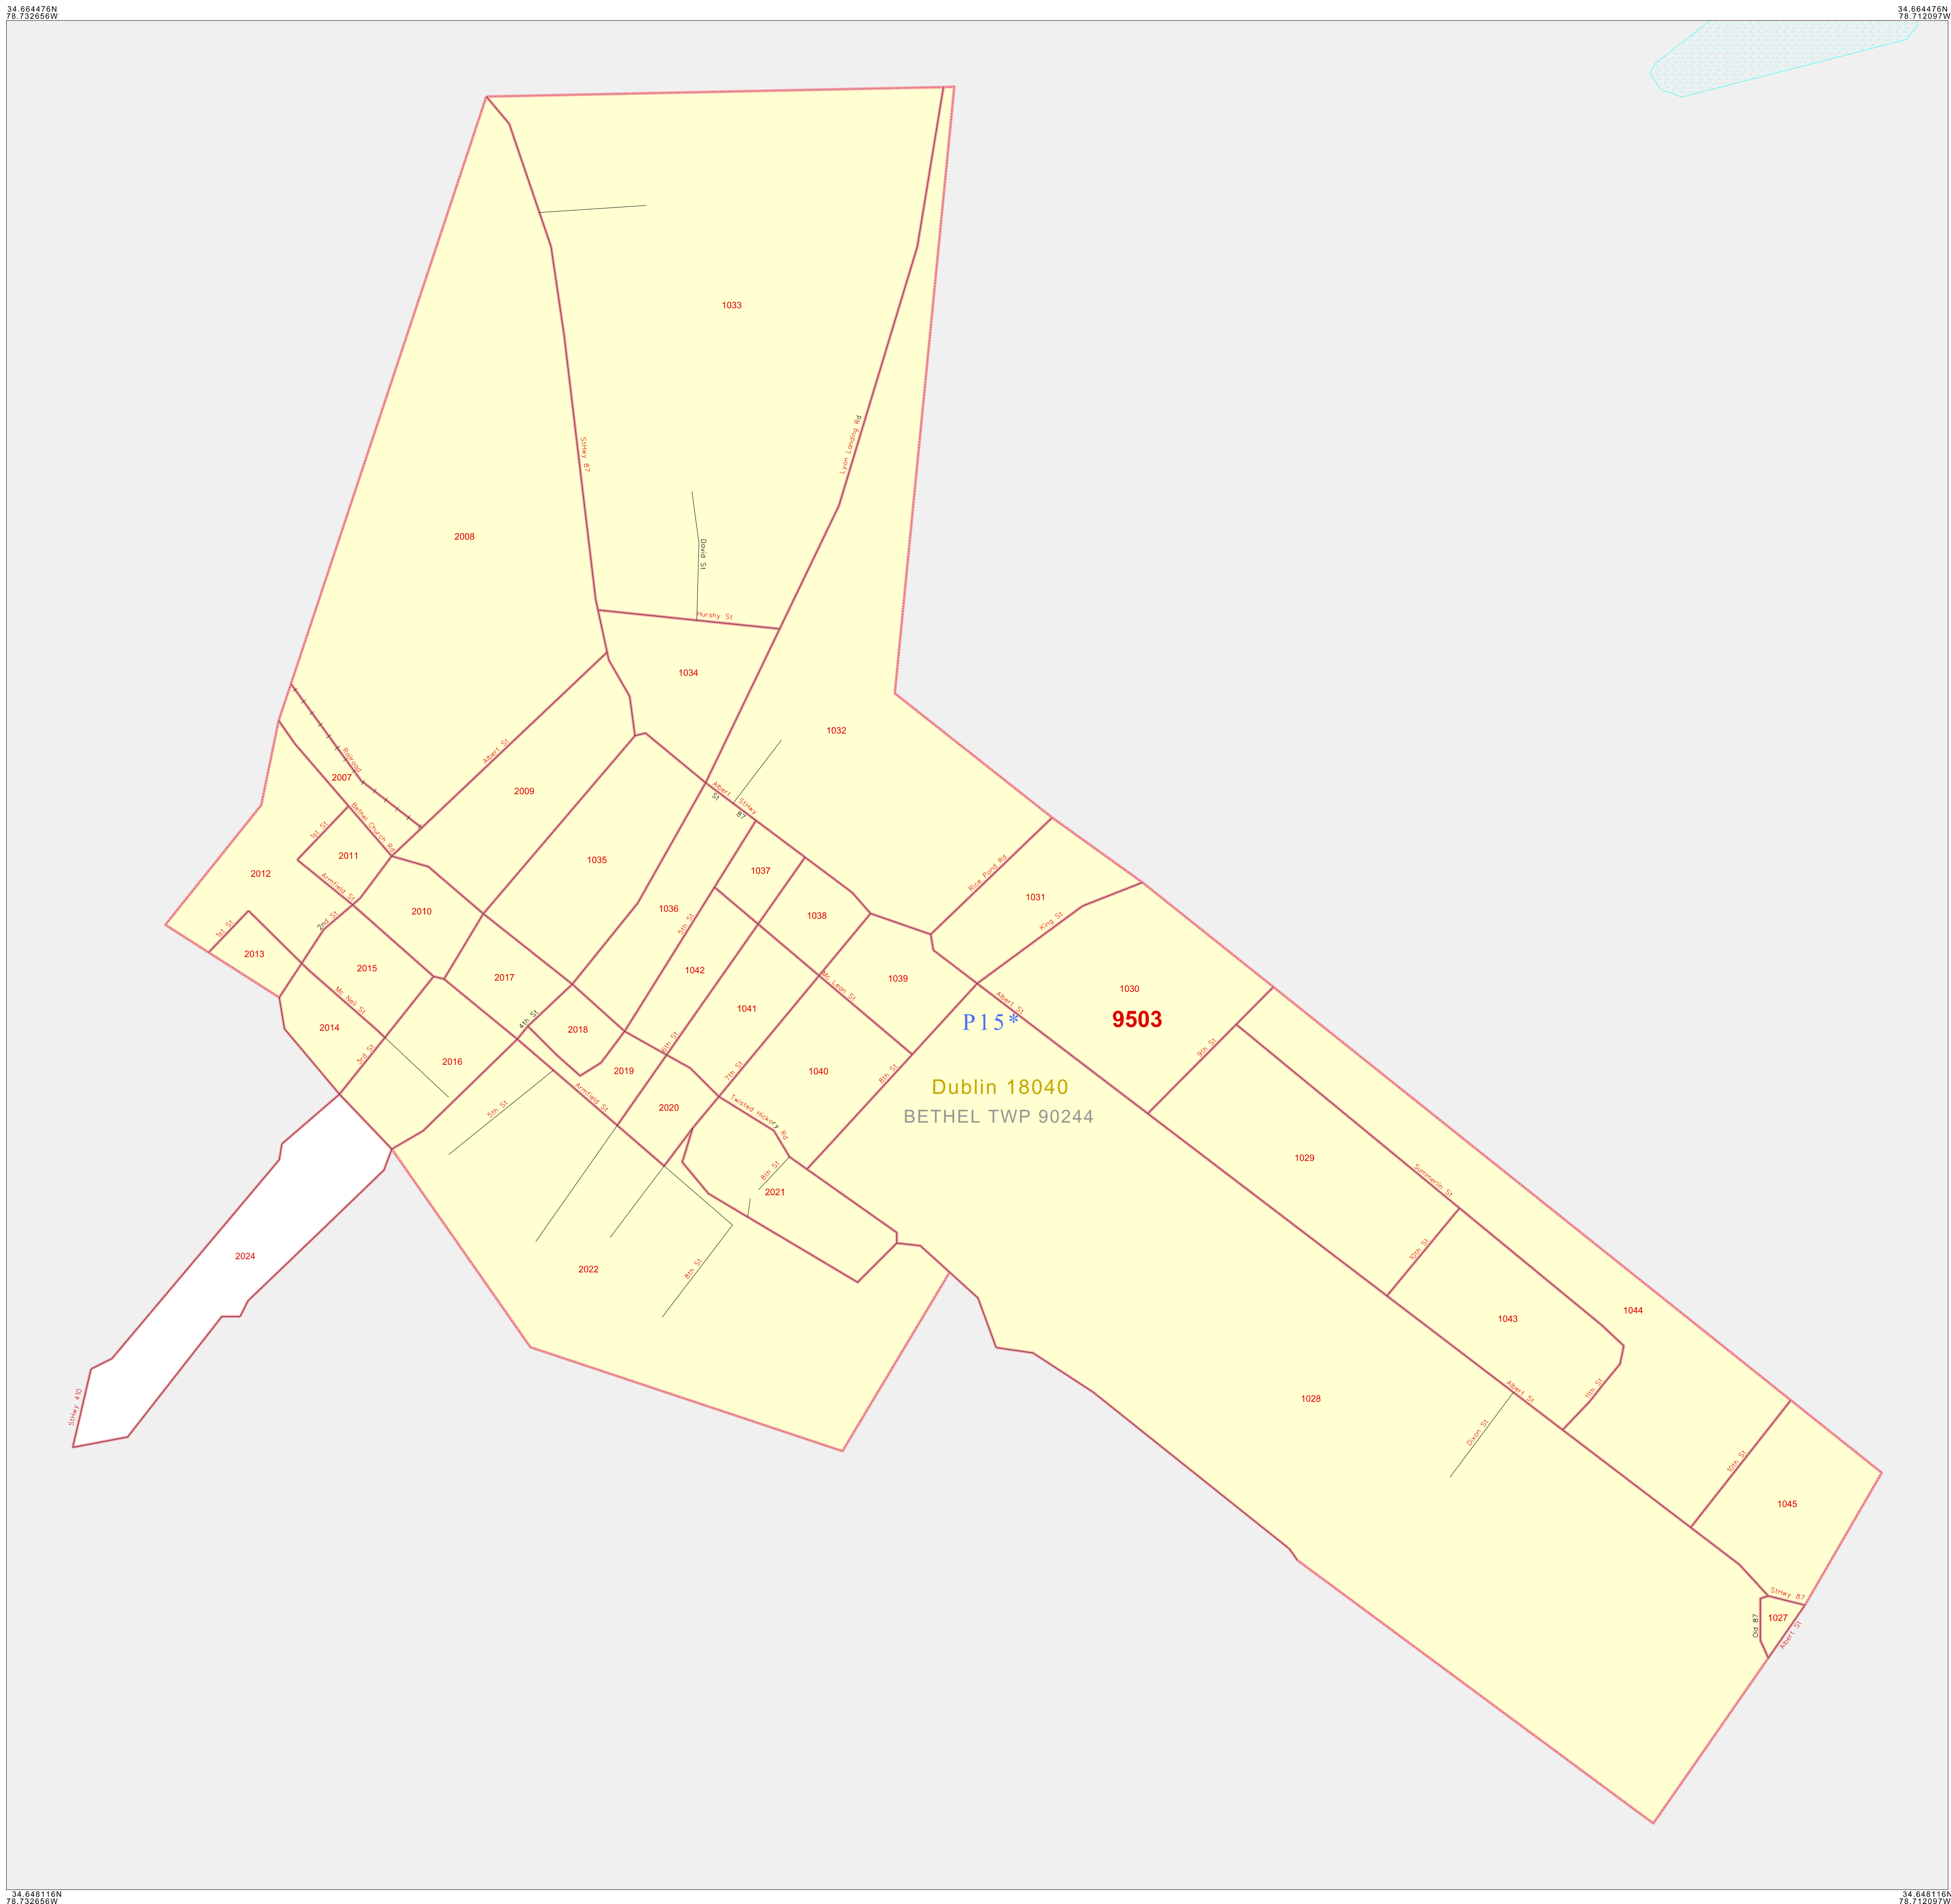 34.664476N
78.732656W
34.664476N
78.712097W
1033
StHwy 87
Lyon Landing Rd
2008
David St
Hurshy St
1034
1032
Albert St
Railroad
2007
2009
Albert
St
StHwy
87
Bethel Church Rd
1st St
2011
1035
1037
2012
Armfield St
2010
1036
1038
Rice Pond Rd
1031
King St
2nd St
5th St
1st St
2013
2015
2017
1042
1039
Mc Lean St
1030
Mc Neil St
1041
Albert St
P15*
9503
2014
4th St
2018
3rd St
2016
2019
6th St
7th St
1040
8th St
9th St
Dublin 18040
BETHEL TWP 90244
Armfield St
5th St
2020
Twisted Hickory Rd
1029
Summerlin St
8th St
2021
2024
2022
8th St
10th St
1043
1044
StHwy 410
1028
Albert St
11th St
Dixon St
10th St
1045
StHwy 87
Old 87
1027
Albert St
34.648116N
78.732656W
34.648116N
78.712097W